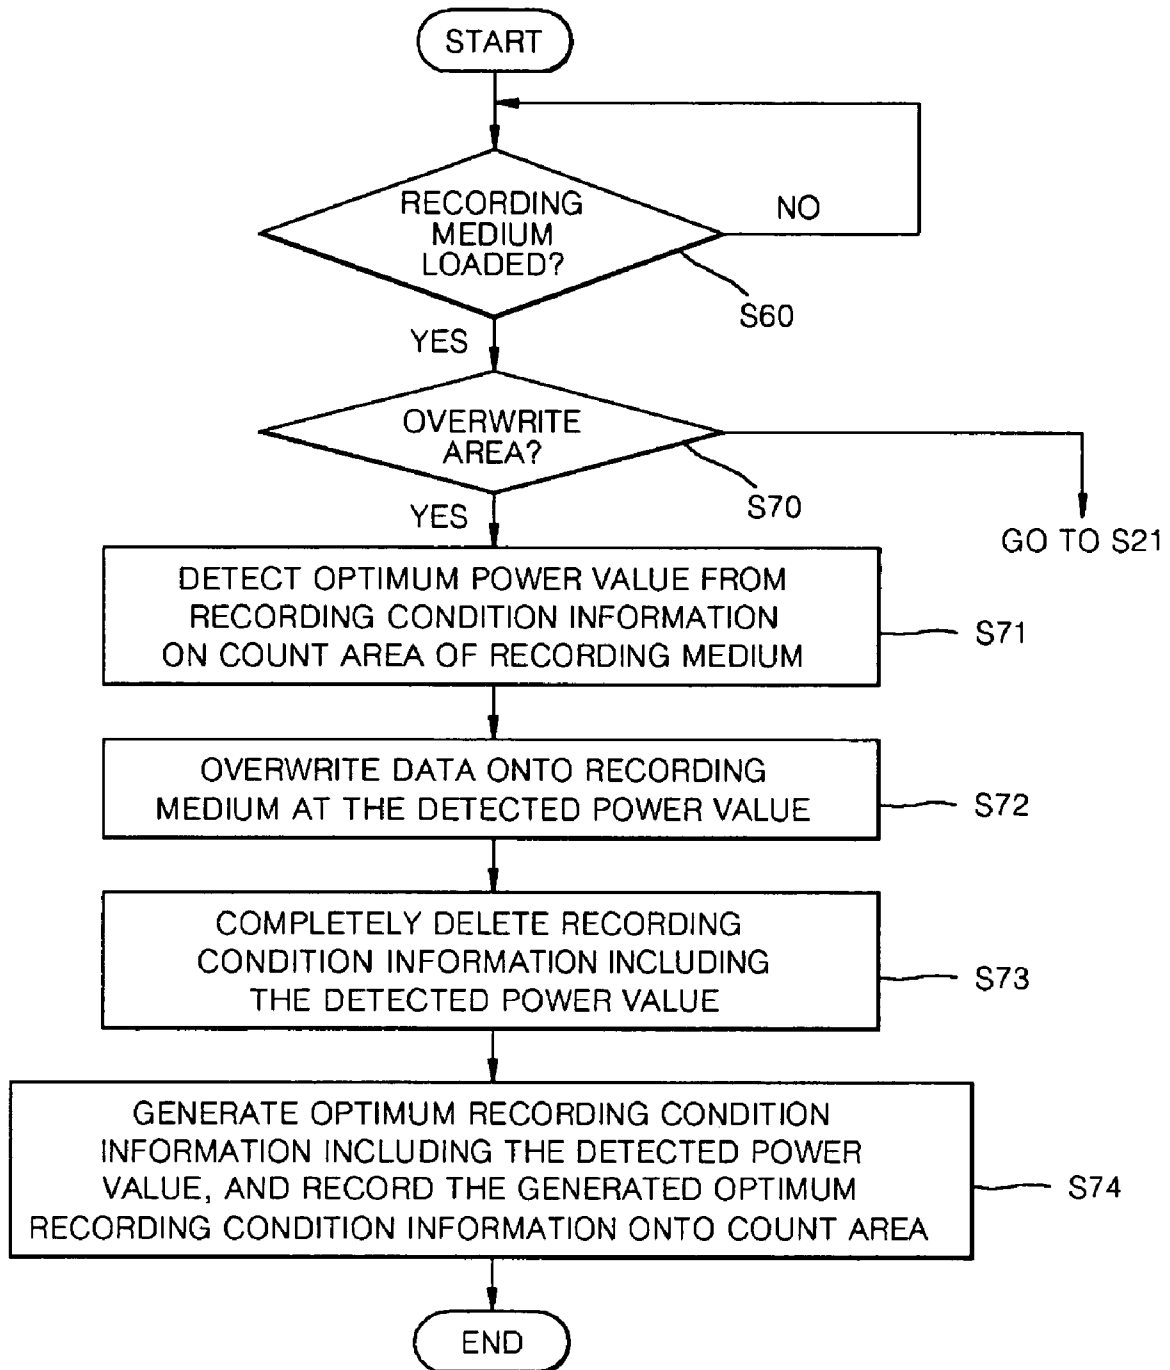 START
RECORDING
MEDIUM
LOADED?
NO
S60
YES
OVERWRITE
AREA?
S70
YES
GO TO S21
DETECT OPTIMUM POWER VALUE FROM
RECORDING CONDITION INFORMATION
ON COUNT AREA OF RECORDING MEDIUM
S71
OVERWRITE DATA ONTO RECORDING
MEDIUM AT THE DETECTED POWER VALUE
S72
COMPLETELY DELETE RECORDING
CONDITION INFORMATION INCLUDING
THE DETECTED POWER VALUE
S73
GENERATE OPTIMUM RECORDING CONDITION
INFORMATION INCLUDING THE DETECTED POWER
VALUE, AND RECORD THE GENERATED OPTIMUM
RECORDING CONDITION INFORMATION ONTO COUNT AREA
S74
END